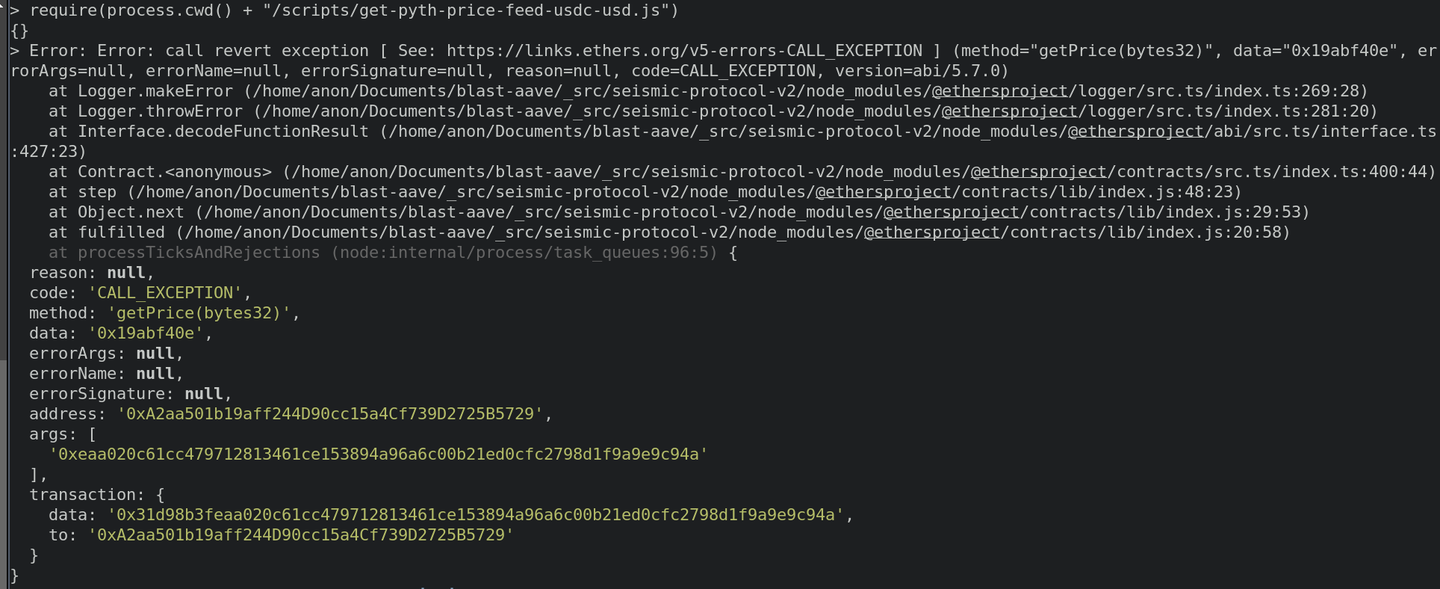 > require(process.cwd() + "/scripts/get-pyth-price-feed-usdc-usd.js")
{}
> Error: Error: call revert exception [ See: https://links.ethers.org/v5-errors-CALL_EXCEPTION ] (method="getPrice(bytes32)", data="0x19abf40e", er
rorArgs=null, errorName=null, errorSignature=null, reason=null, code=CALL_EXCEPTION, version=abi/5.7.0)
    at Logger.makeError (/home/anon/Documents/blast-aave/_src/seismic-protocol-v2/node_modules/@ethersproject/logger/src.ts/index.ts:269:28)
    at Logger.throwError (/home/anon/Documents/blast-aave/_src/seismic-protocol-v2/node_modules/@ethersproject/logger/src.ts/index.ts:281:20)
    at Interface.decodeFunctionResult (/home/anon/Documents/blast-aave/_src/seismic-protocol-v2/node_modules/@ethersproject/abi/src.ts/interface.ts
:427:23)
    at Contract.<anonymous> (/home/anon/Documents/blast-aave/_src/seismic-protocol-v2/node_modules/@ethersproject/contracts/src.ts/index.ts:400:44)
    at step (/home/anon/Documents/blast-aave/_src/seismic-protocol-v2/node_modules/@ethersproject/contracts/lib/index.js:48:23)
    at Object.next (/home/anon/Documents/blast-aave/_src/seismic-protocol-v2/node_modules/@ethersproject/contracts/lib/index.js:29:53)
    at fulfilled (/home/anon/Documents/blast-aave/_src/seismic-protocol-v2/node_modules/@ethersproject/contracts/lib/index.js:20:58)
    at processTicksAndRejections (node:internal/process/task_queues:96:5) {
  reason: null,
  code: 'CALL_EXCEPTION',
  method: 'getPrice(bytes32)',
  data: '0x19abf40e',
  errorArgs: null,
  errorName: null,
  errorSignature: null,
  address: '0xA2aa501b19aff244D90cc15a4Cf739D2725B5729',
  args: [
    '0xeaa020c61cc479712813461ce153894a96a6c00b21ed0cfc2798d1f9a9e9c94a'
  ],
  transaction: {
    data: '0x31d98b3feaa020c61cc479712813461ce153894a96a6c00b21ed0cfc2798d1f9a9e9c94a',
    to: '0xA2aa501b19aff244D90cc15a4Cf739D2725B5729'
  }
}